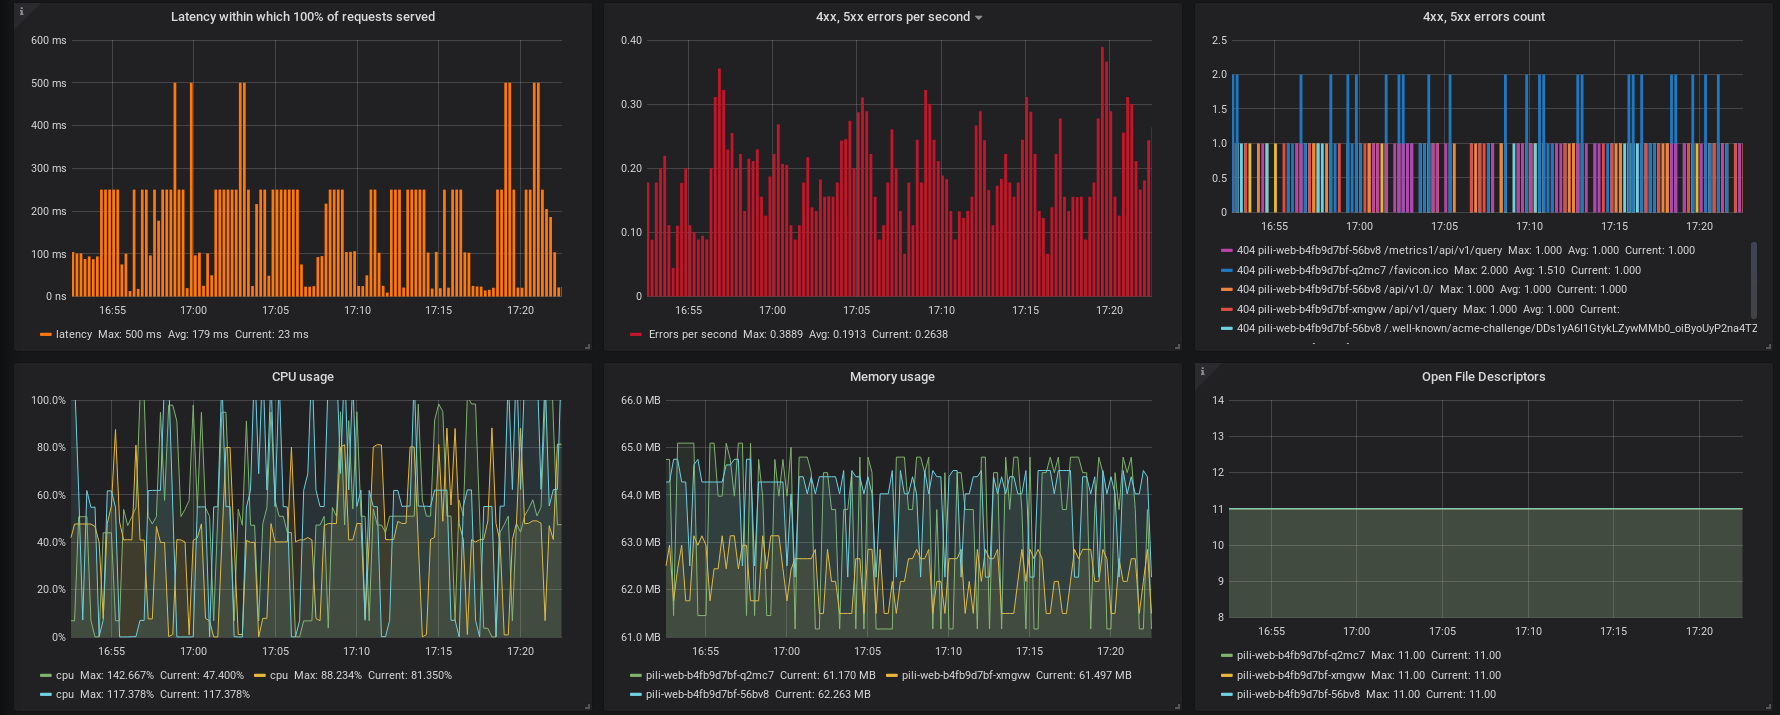 Latency within which 100% of requests served
600 ms
500 ms
400 ms
300 ms
200 ms
100 ms
0 ns
16:55 17:00 17:05 17:10 17:15 17:20
latency Max: 500 ms Avg: 179 ms Current: 23 ms
4xx, 5xx errors per second
0.40
0.30
0.20
0.10
0
16:55 17:00 17:05 17:10 17:15 17:20
Errors per second Max: 0.3889 Avg: 0.1913 Current: 0.2638
4xx, 5xx errors count
2.5
2.0
1.5
1.0
0.5
0
16:55 17:00 17:05 17:10 17:15 17:20
404 pili-web-b4fb9d7bf-56bv8 /metrics1/api/v1/query Max: 1.000 Avg: 1.000 Current: 1.000
404 pili-web-b4fb9d7bf-q2mc7 /favicon.ico Max: 2.000 Avg: 1.510 Current: 1.000
404 pili-web-b4fb9d7bf-56bv8 /api/v1.0/ Max: 1.000 Avg: 1.000 Current: 1.000
404 pili-web-b4fb9d7bf-xmgvw /api/v1/query Max: 1.000 Avg: 1.000 Current:
404 pili-web-b4fb9d7bf-56bv8 /.well-known/acme-challenge/DDs1yA6I1GtykLZywMMb0_oiByoUyP2na4TZ
CPU usage
100.0%
80.0%
60.0%
40.0%
20.0%
0%
16:55 17:00 17:05 17:10 17:15 17:20
cpu Max: 142.667% Current: 47.400% cpu Max: 88.234% Current: 81.350%
cpu Max: 117.378% Current: 117.378%
Memory usage
66.0 MB
65.0 MB
64.0 MB
63.0 MB
62.0 MB
61.0 MB
16:55 17:00 17:05 17:10 17:15 17:20
pili-web-b4fb9d7bf-q2mc7 Current: 61.170 MB pili-web-b4fb9d7bf-xmgvw Current: 61.497 MB
pili-web-b4fb9d7bf-56bv8 Current: 62.263 MB
Open File Descriptors
14
13
12
11
10
9
8
16:55 17:00 17:05 17:10 17:15 17:20
pili-web-b4fb9d7bf-q2mc7 Max: 11.00 Current: 11.00
pili-web-b4fb9d7bf-xmgvw Max: 11.00 Current: 11.00
pili-web-b4fb9d7bf-56bv8 Max: 11.00 Current: 11.00